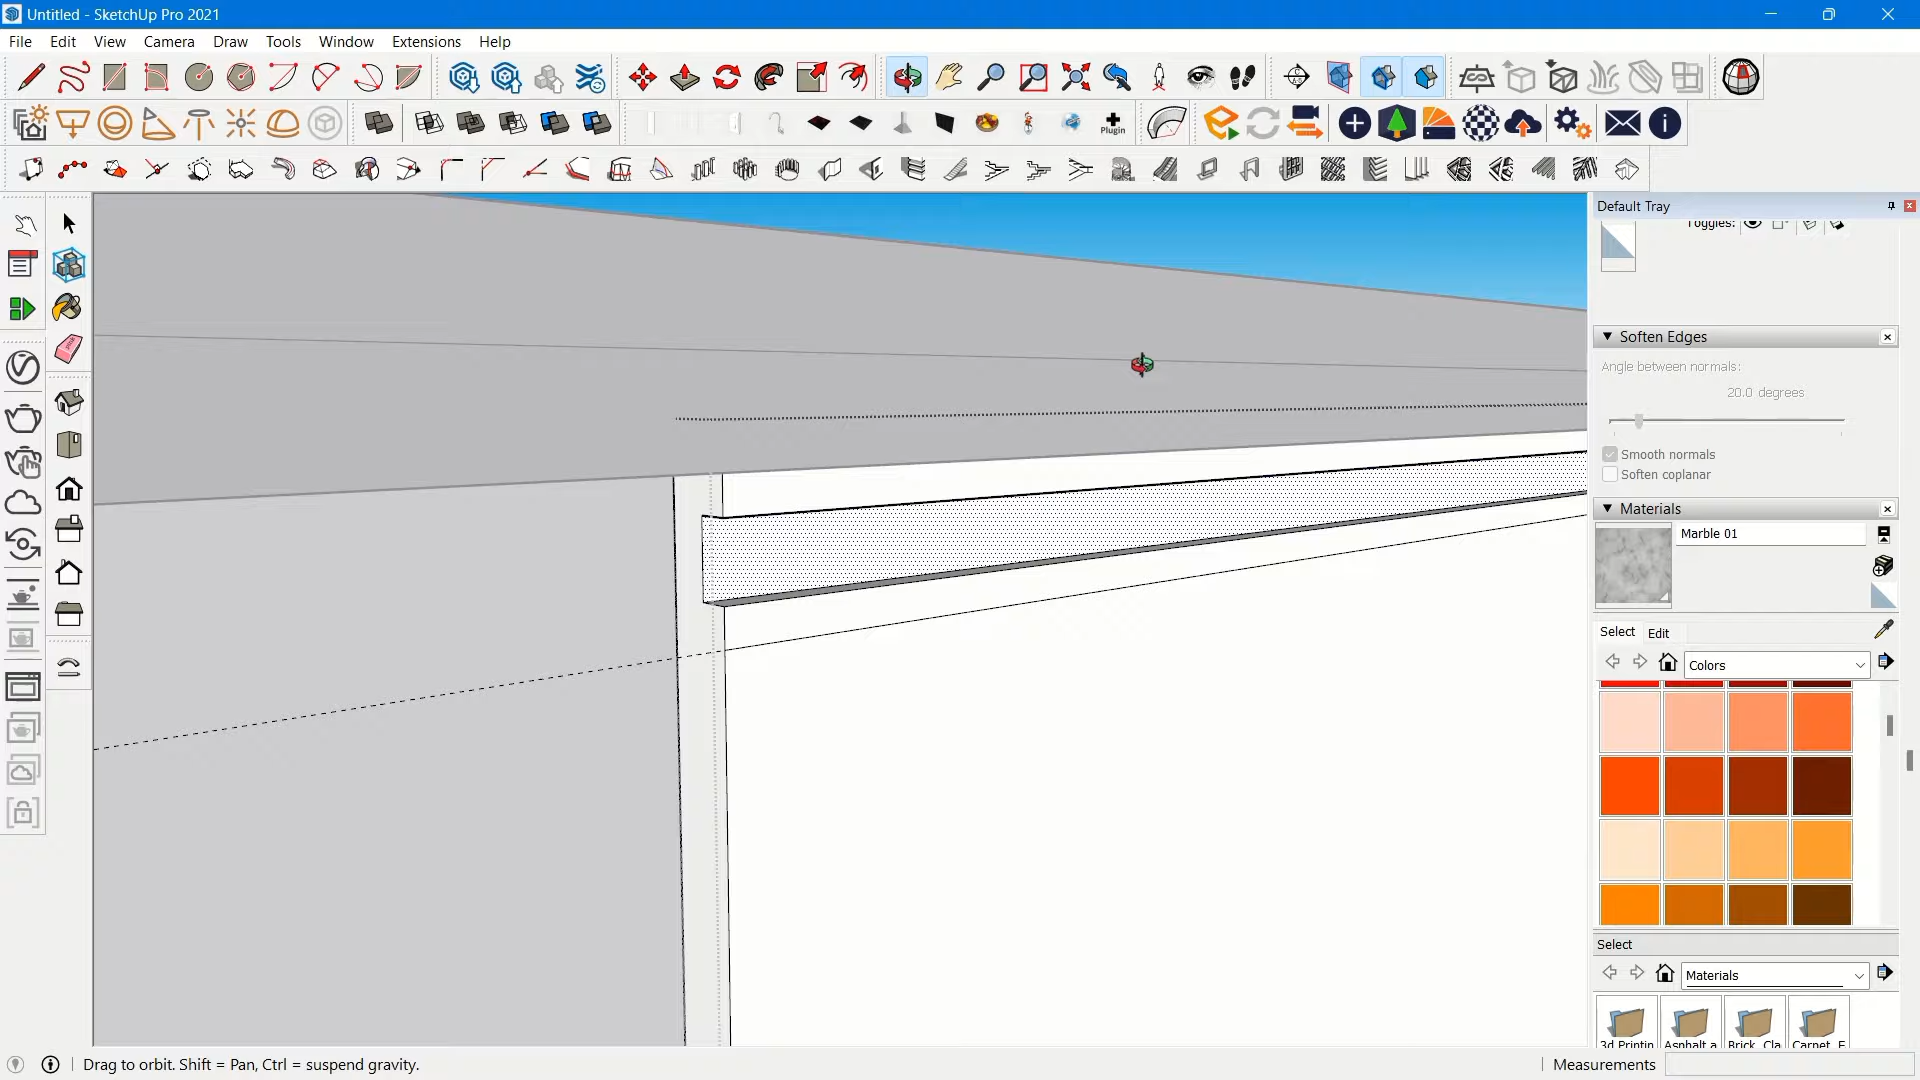 Untitled - SketchUp Pro 2021
File Edit View Camera Draw Tools Window Extensions Help
Plugin
Default Tray
Toggles:
Soften Edges
Angle between normals:
20.0 degrees
Smooth normals
Soften coplanar
Materials
Marble 01
Select Edit
Colors
Select
Materials
3d Printin Asphalt a Brick, Cla Carpet, F
Drag to orbit. Shift = Pan, Ctrl = suspend gravity.
Measurements